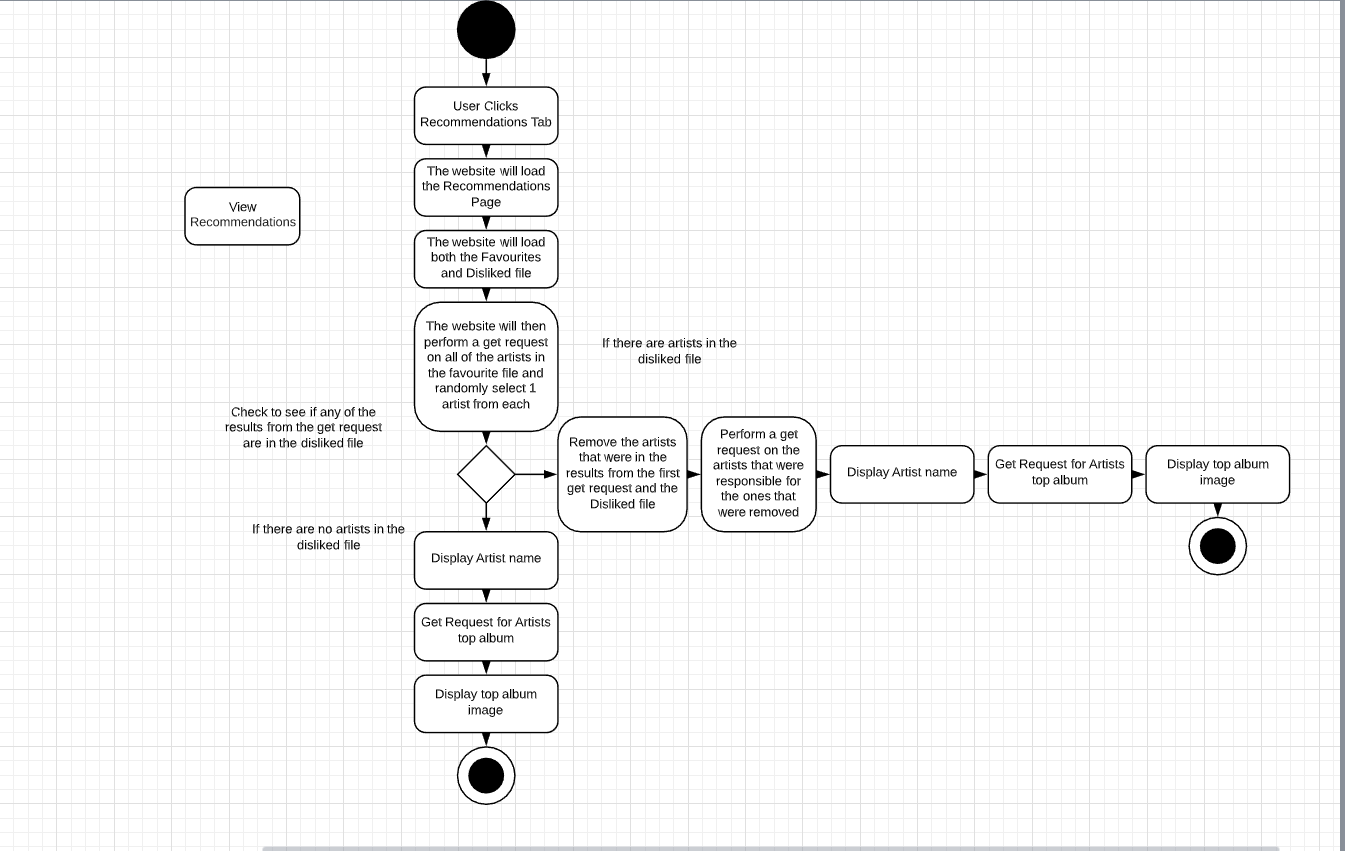 User Clicks
Recommendations Tab
The website will load
the Recommendations
Page
View
Recommendations
The website will load
both the Favourites
and Disliked file
The website will then
perform a get request
on all of the artists in
the favourite file and
randomly select 1
artist from each
If there are artists in the
disliked file
Check to see if any of the
results from the get request
are in the disliked file
Remove the artists
that were in the
results from the first
get request and the
Disliked file
Perform a get
request on the
artists that were
responsible for
the ones that
were removed
Display Artist name
Get Request for Artists
top album
Display top album
image
If there are no artists in the
disliked file
Display Artist name
Get Request for Artists
top album
Display top album
image